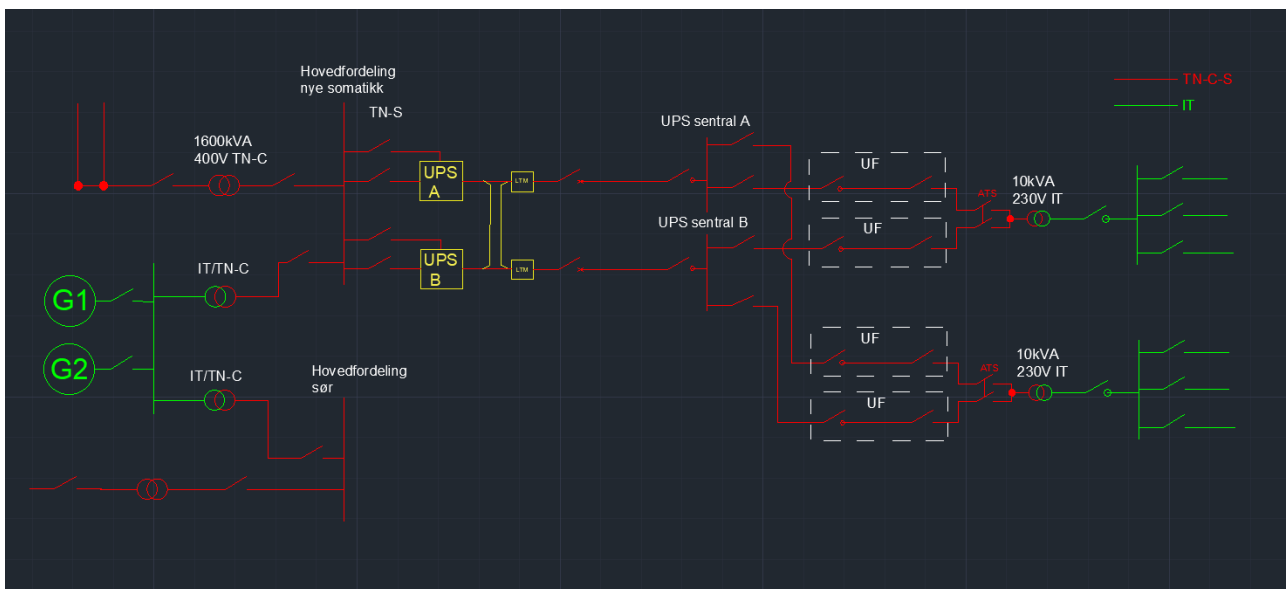 Hovedfordeling
nye somatikk
TN-S
1600kVA
400V TN-C
UPS sentral A
TN-C-S
IT
UPS
A
LTM
UF
10kVA
230V IT
ATS
UPS sentral B
UF
UPS
B
LTM
IT/TN-C
G1
G2
IT/TN-C
Hovedfordeling
sør
UF
10kVA
230V IT
ATS
UF